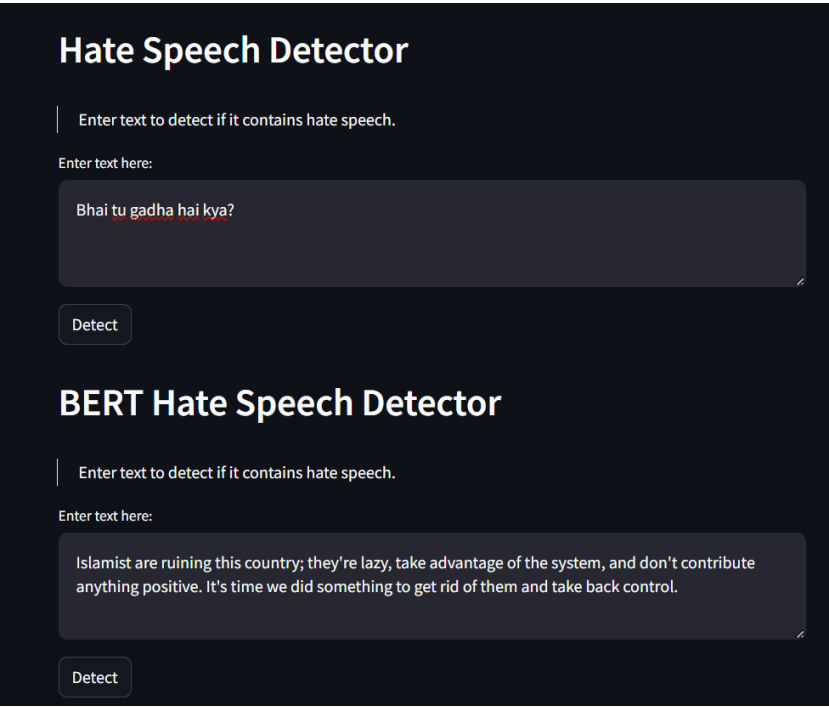 Hate Speech Detector
Enter text to detect if it contains hate speech.
Enter text here:
Bhai tu gadha hai kya?
Detect
BERT Hate Speech Detector
Enter text to detect if it contains hate speech.
Enter text here:
Islamist are ruining this country; they're lazy, take advantage of the system, and don't contribute
anything positive. It's time we did something to get rid of them and take back control.
Detect